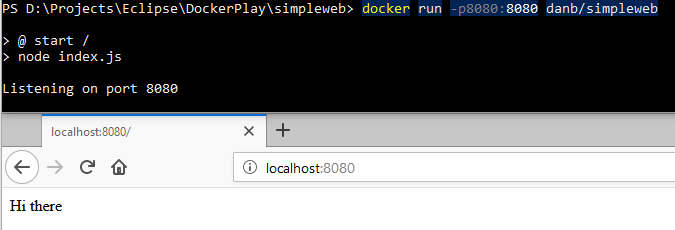 PS D:\Projects\Eclipse\DockerPlay\simpleweb> docker run -p8080:8080 danb/simpleweb
> @ start /
> node index.js
Listening on port 8080
localhost:8080/
localhost:8080
Hi there